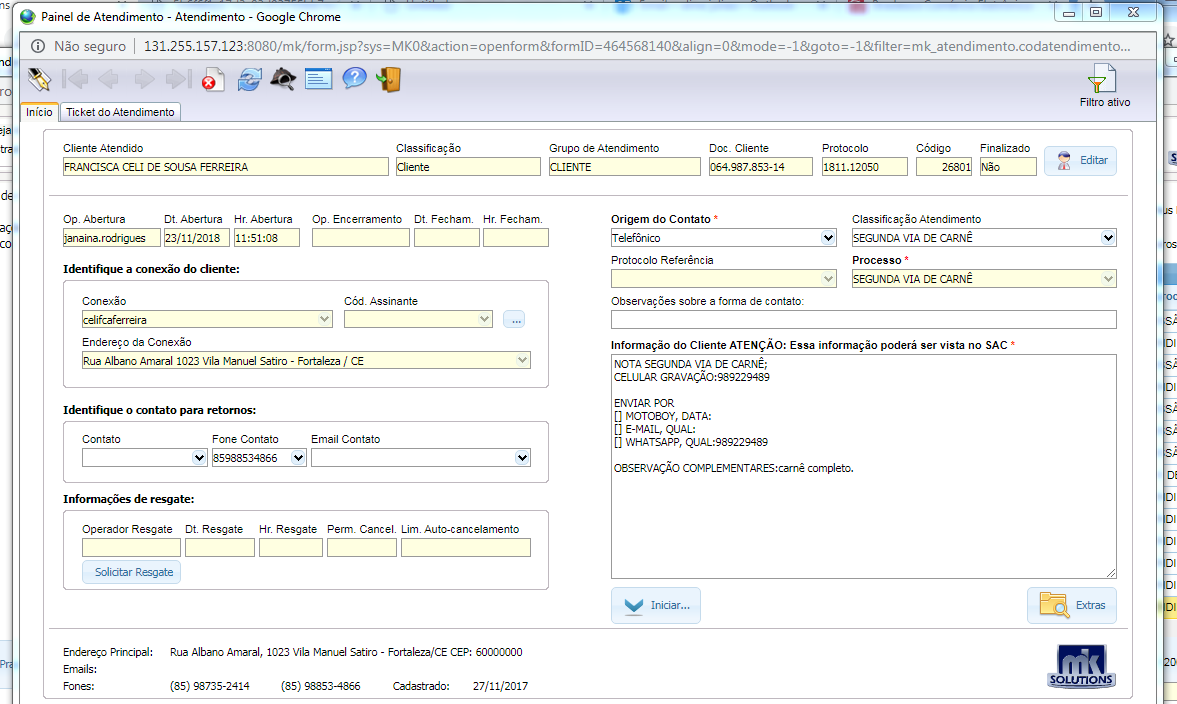 Painel de Atendimento - Atendimento - Google Chrome
Não seguro | 131.255.157.123:8080/mk/form.jsp?sys=MK0&action=openform&formID=464568140&align=0&mode=-1&goto=-1&filter=mk_atendimento.codatendimento...
Filtro ativo
Início Ticket do Atendimento
Cliente Atendido Classificação Grupo de Atendimento Doc. Cliente Protocolo Código Finalizado
FRANCISCA CELI DE SOUSA FERREIRA Cliente CLIENTE 064.987.853-14 1811.12050 26801 Não Editar
Op. Abertura Dt. Abertura Hr. Abertura Op. Encerramento Dt. Fecham. Hr. Fecham. Origem do Contato * Classificação Atendimento
janaina.rodrigues 23/11/2018 11:51:08 Telefônico SEGUNDA VIA DE CARNÊ
Protocolo Referência Processo *
Identifique a conexão do cliente:
SEGUNDA VIA DE CARNÊ
Conexão Cód. Assinante Observações sobre a forma de contato:
celifcaferreira ...
Endereço da Conexão
Rua Albano Amaral 1023 Vila Manuel Satiro - Fortaleza / CE
Informação do Cliente ATENÇÃO: Essa informação poderá ser vista no SAC *
NOTA SEGUNDA VIA DE CARNÊ;
CELULAR GRAVAÇÃO:989229489
ENVIAR POR
[] MOTOBOY, DATA:
[] E-MAIL, QUAL:
[] WHATSAPP, QUAL:989229489
OBSERVAÇÃO COMPLEMENTARES:carnê completo.
Identifique o contato para retornos:
Contato Fone Contato Email Contato
85988534866
Informações de resgate:
Operador Resgate Dt. Resgate Hr. Resgate Perm. Cancel. Lim. Auto-cancelamento
Solicitar Resgate
Iniciar... Extras
Endereço Principal: Rua Albano Amaral, 1023 Vila Manuel Satiro - Fortaleza/CE CEP: 60000000
Emails:
Fones: (85) 98735-2414 (85) 98853-4866 Cadastrado: 27/11/2017
mk
SOLUTIONS